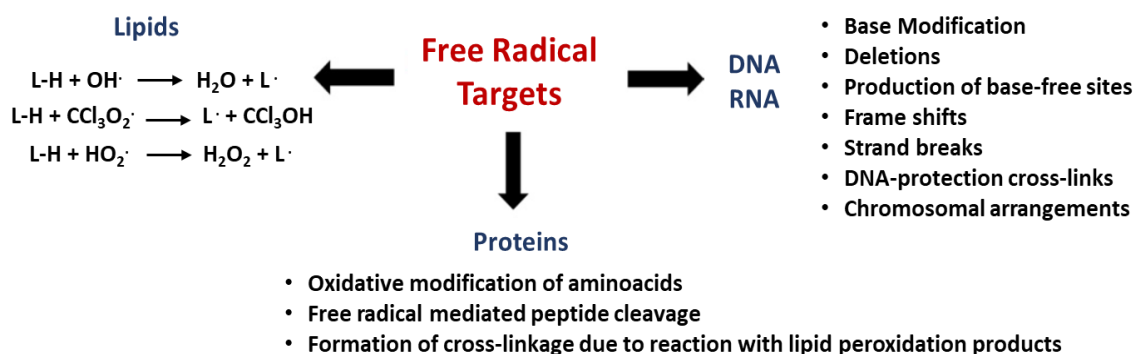 Lipids
L-H + OH· ⟶ H₂O + L·
L-H + CCl₃O₂· ⟶ L· + CCl₃OH
L-H + HO₂· ⟶ H₂O₂ + L·
Free Radical
Targets
DNA
RNA
• Base Modification
• Deletions
• Production of base-free sites
• Frame shifts
• Strand breaks
• DNA-protection cross-links
• Chromosomal arrangements
Proteins
• Oxidative modification of aminoacids
• Free radical mediated peptide cleavage
• Formation of cross-linkage due to reaction with lipid peroxidation products